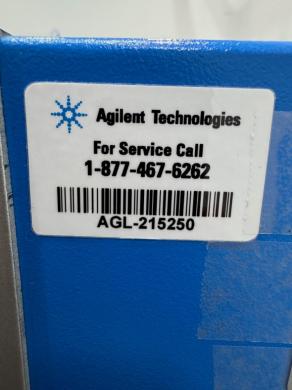 Agilent Technologies
For Service Call
1-877-467-6262
AGL-215250